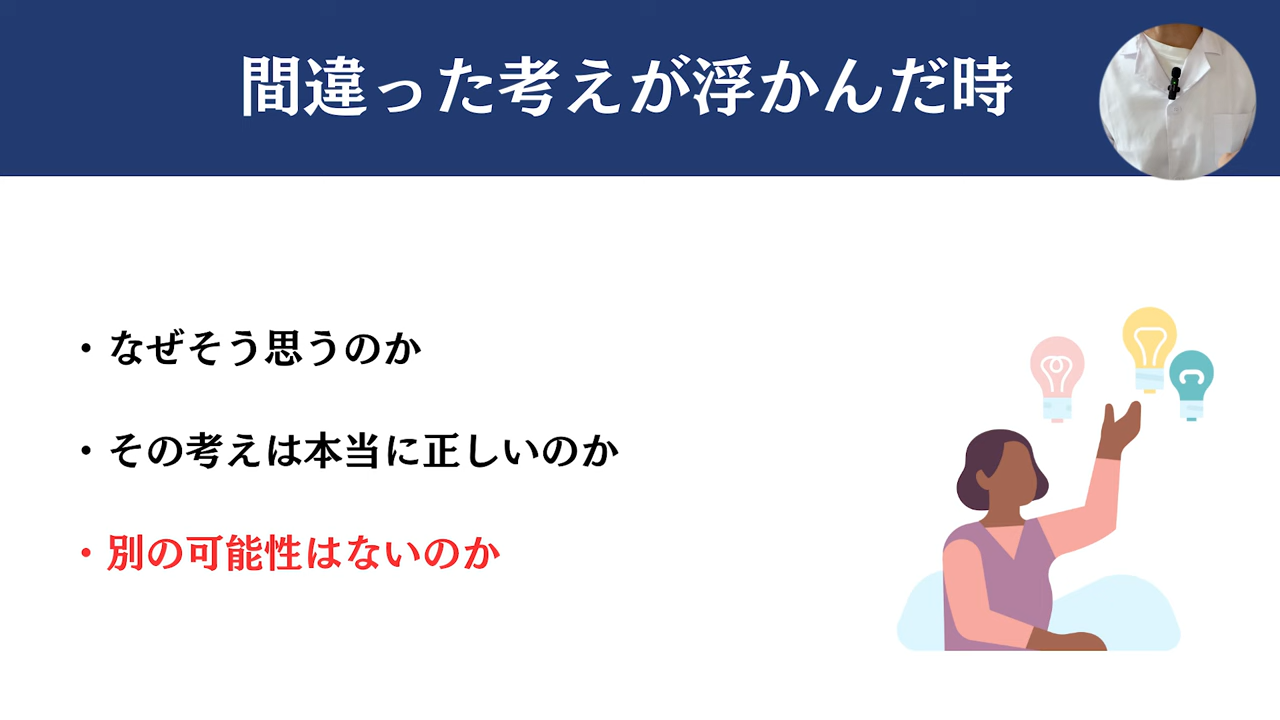 間違った考えが浮かんだ時
・なぜそう思うのか
・その考えは本当に正しいのか
・別の可能性はないのか